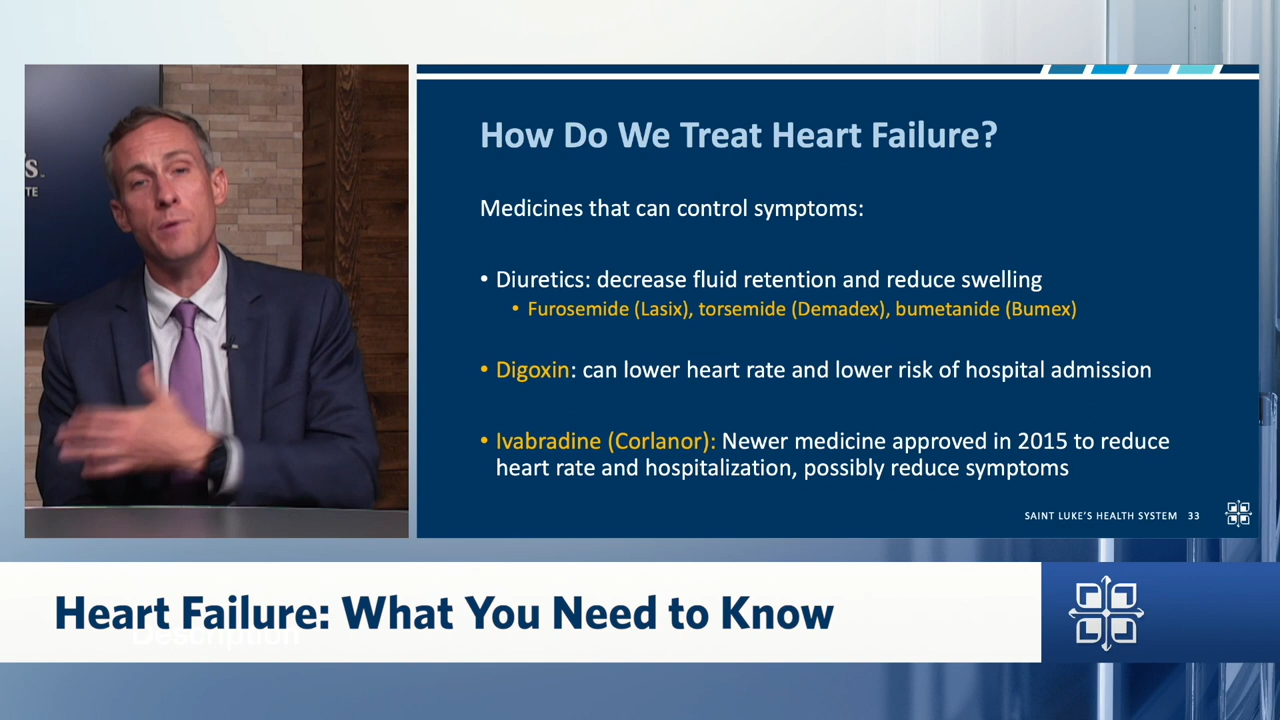 s
TE
How Do We Treat Heart Failure?
Medicines that can control symptoms:
• Diuretics: decrease fluid retention and reduce swelling
• Furosemide (Lasix), torsemide (Demadex), bumetanide (Bumex)
• Digoxin: can lower heart rate and lower risk of hospital admission
• Ivabradine (Corlanor): Newer medicine approved in 2015 to reduce
heart rate and hospitalization, possibly reduce symptoms
SAINT LUKE'S HEALTH SYSTEM 33
Heart Failure: What You Need to Know
Description